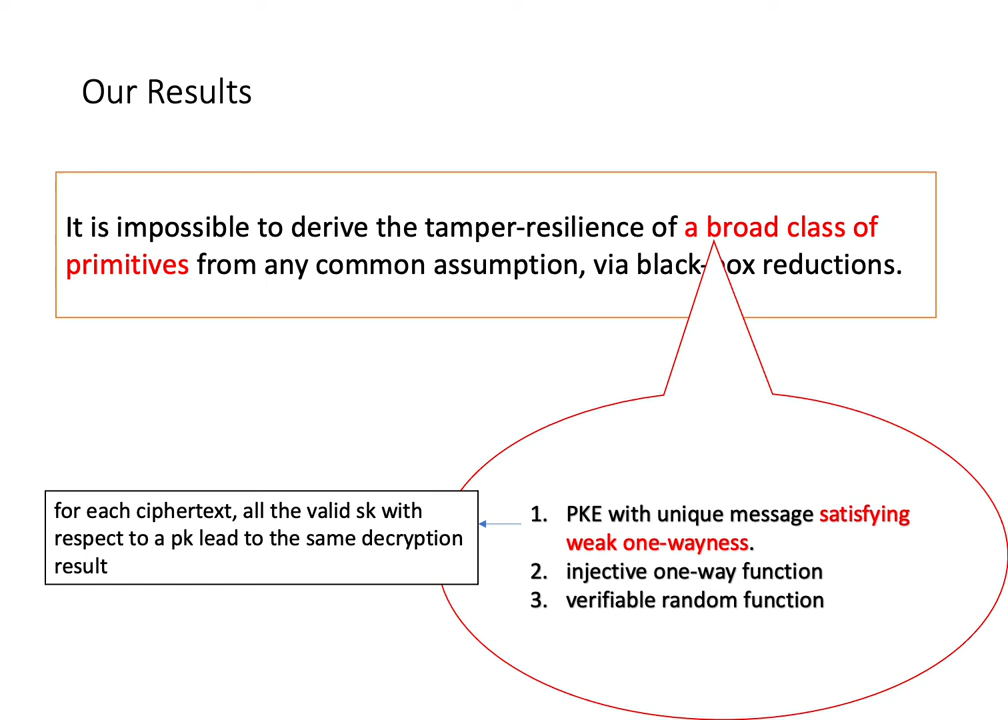 Our Results
It is impossible to derive the tamper-resilience of a broad class of
primitives from any common assumption, via black-box reductions.
for each ciphertext, all the valid sk with
respect to a pk lead to the same decryption
result
1. PKE with unique message satisfying
weak one-wayness.
2. injective one-way function
3. verifiable random function